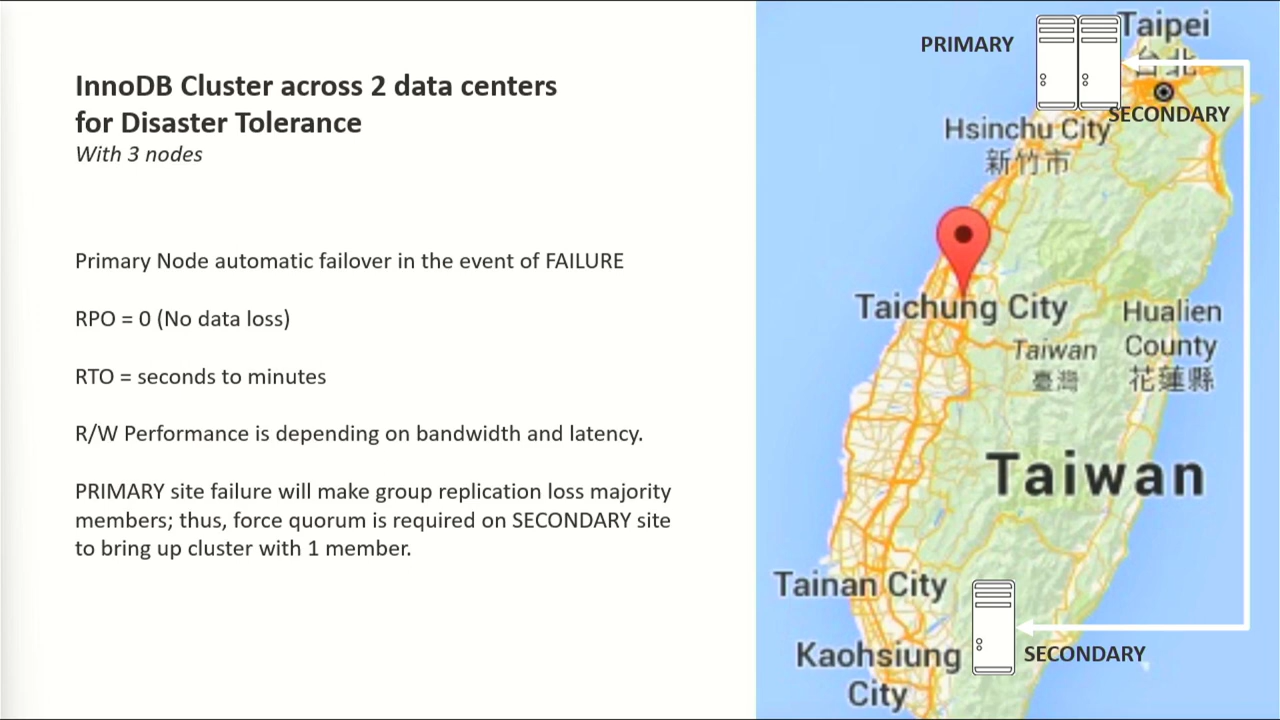 InnoDB Cluster across 2 data centers
for Disaster Tolerance
With 3 nodes
Primary Node automatic failover in the event of FAILURE
RPO = 0 (No data loss)
RTO = seconds to minutes
R/W Performance is depending on bandwidth and latency.
PRIMARY site failure will make group replication loss majority
members; thus, force quorum is required on SECONDARY site
to bring up cluster with 1 member.
PRIMARY
Taipei
台北
SECONDARY
Hsinchu City
新竹市
Taichung City
Hualien
County
花蓮縣
Taiwan
臺灣
Taiwan
Tainan City
Kaohsiung
City
SECONDARY